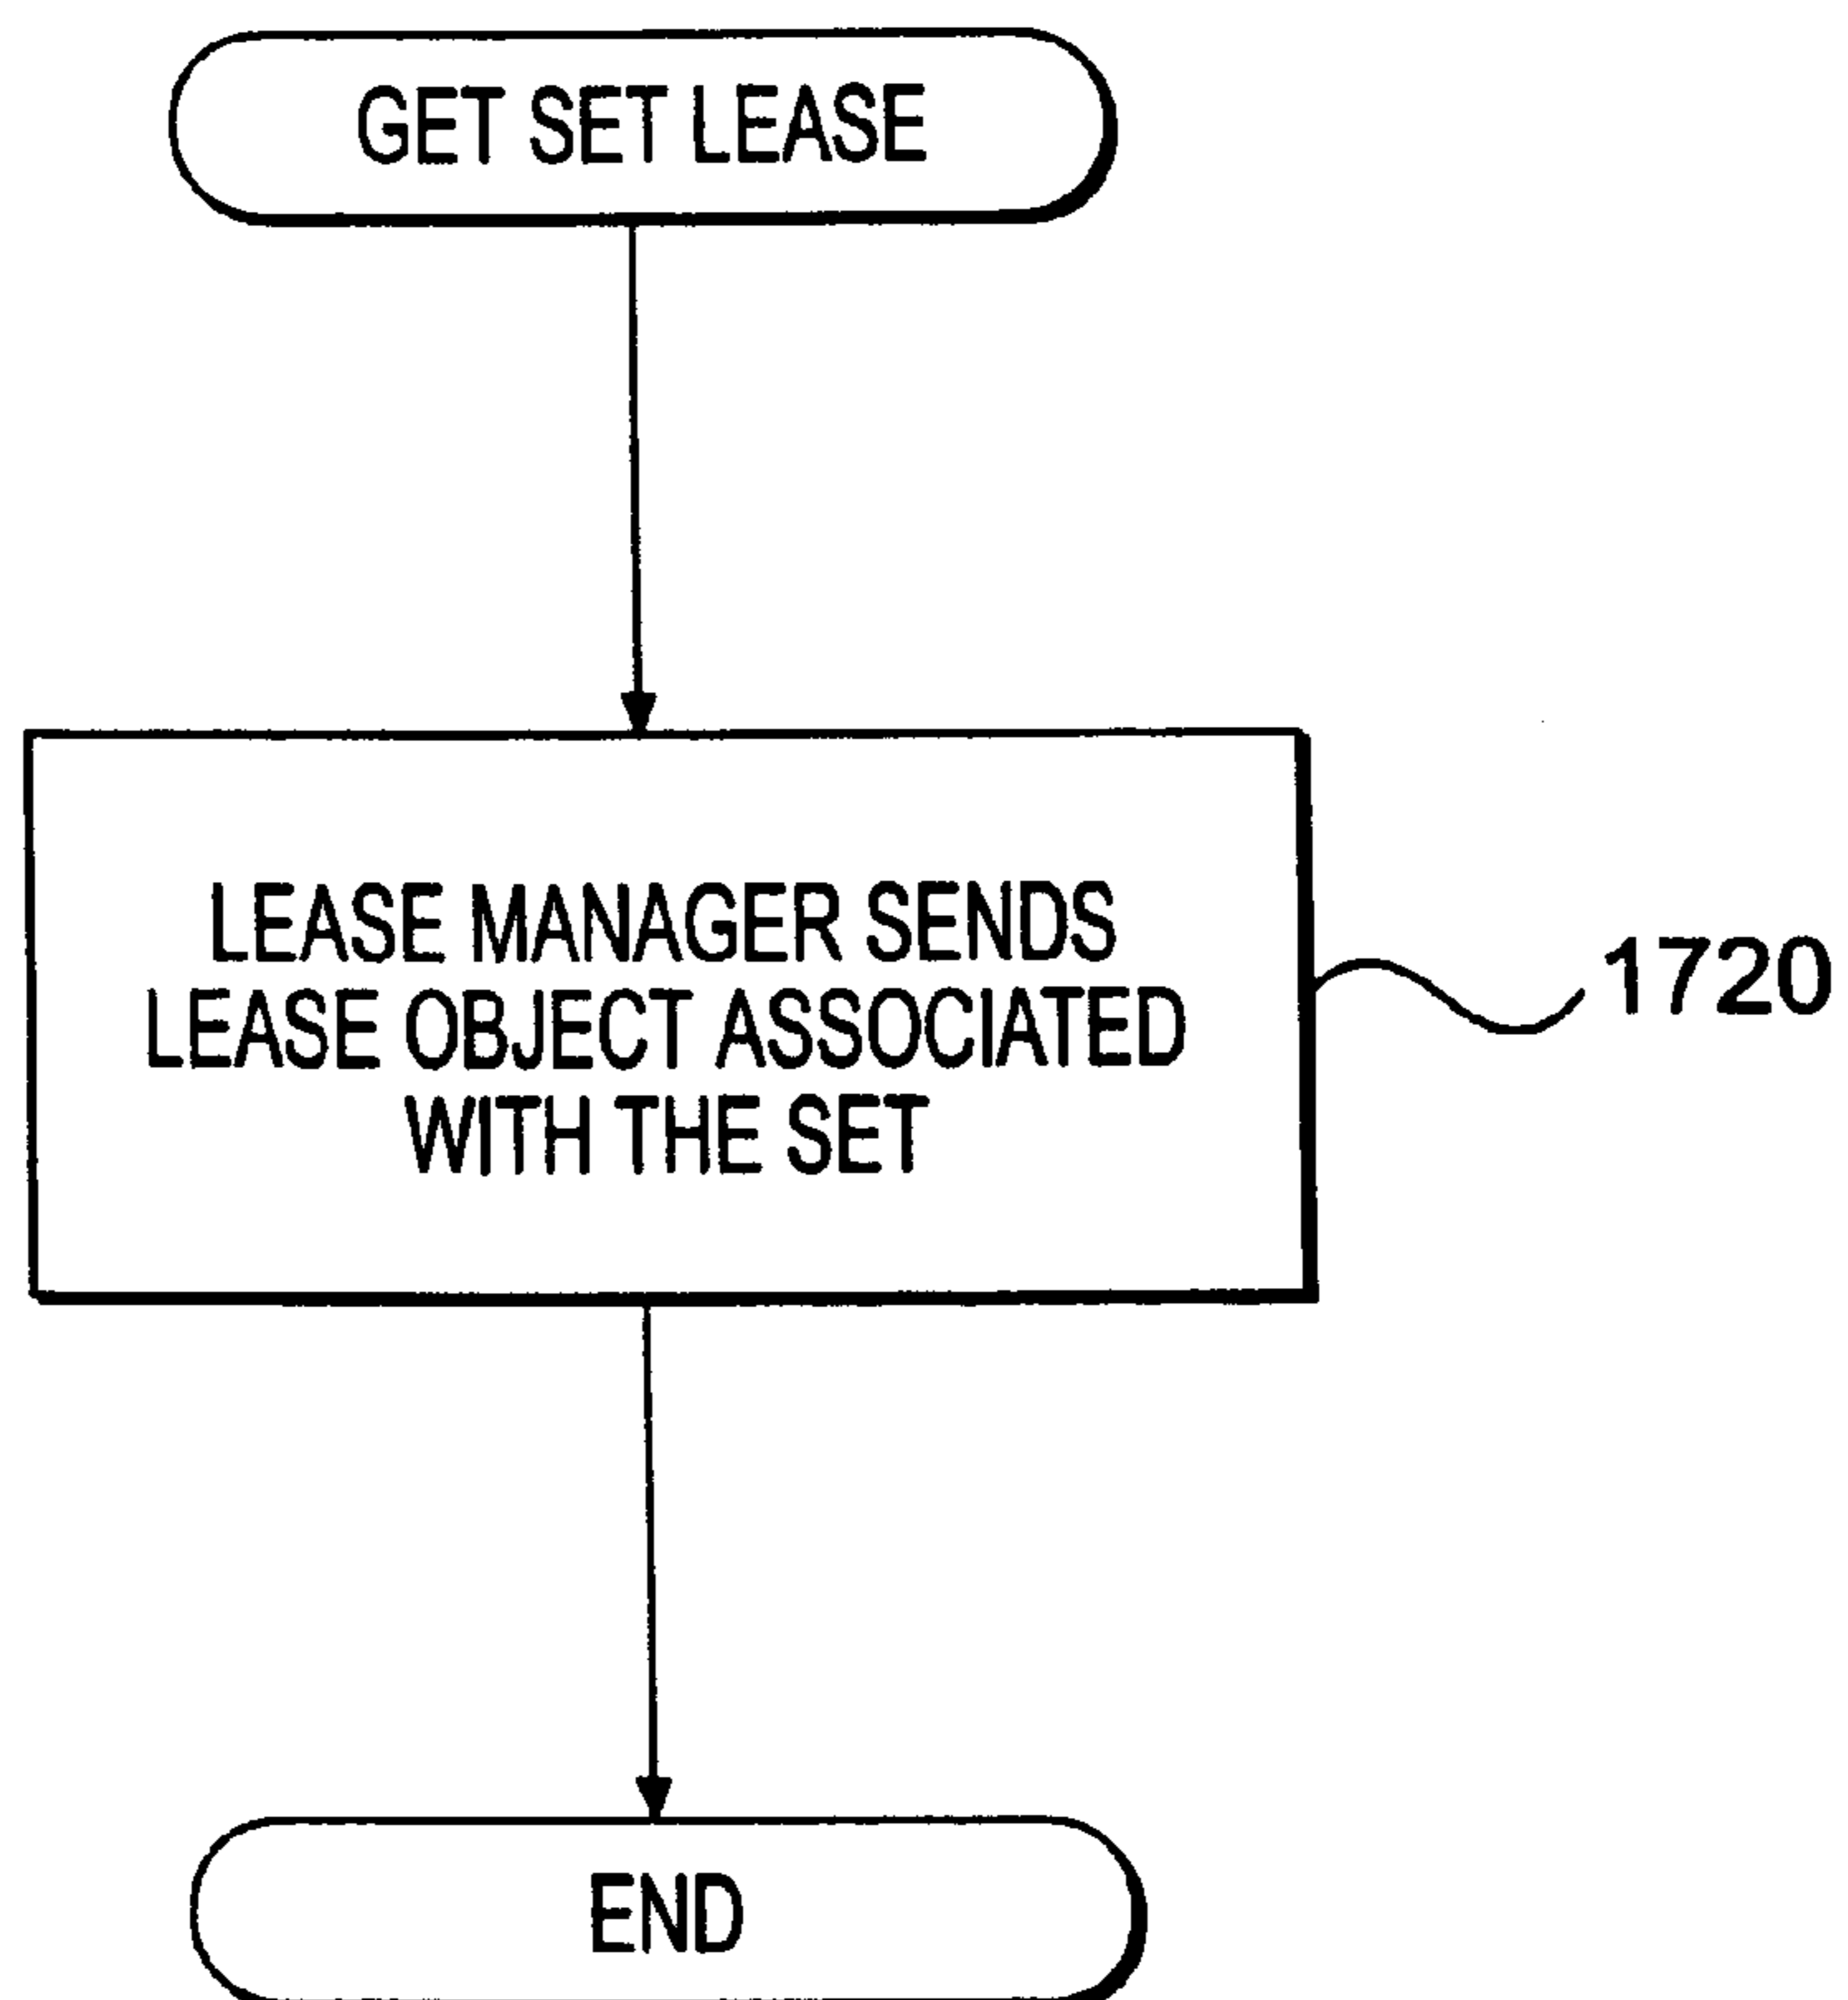 GET SET LEASE
LEASE MANAGER SENDS
LEASE OBJECT ASSOCIATED
WITH THE SET
1720
END